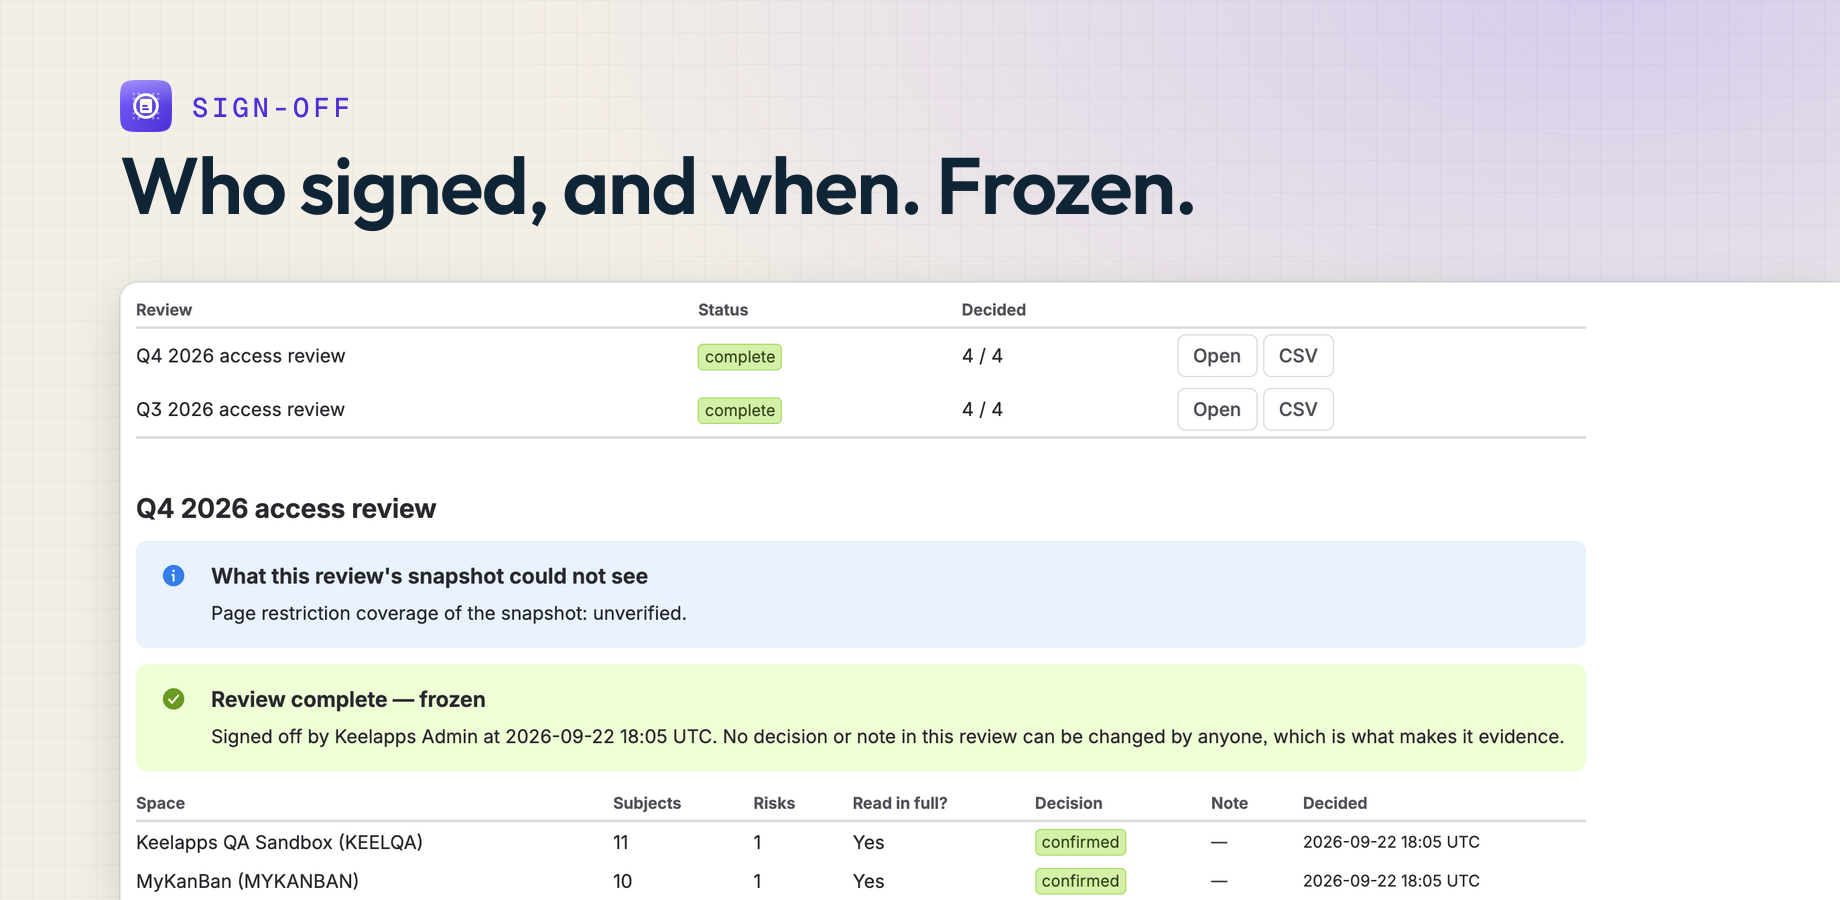 SIGN-OFF
Who signed, and when. Frozen.
Review Status Decided
Q4 2026 access review complete 4 / 4 Open CSV
Q3 2026 access review complete 4 / 4 Open CSV
Q4 2026 access review
What this review's snapshot could not see
Page restriction coverage of the snapshot: unverified.
Review complete — frozen
Signed off by Keelapps Admin at 2026-09-22 18:05 UTC. No decision or note in this review can be changed by anyone, which is what makes it evidence.
Space Subjects Risks Read in full? Decision Note Decided
Keelapps QA Sandbox (KEELQA) 11 1 Yes confirmed — 2026-09-22 18:05 UTC
MyKanBan (MYKANBAN) 10 1 Yes confirmed — 2026-09-22 18:05 UTC